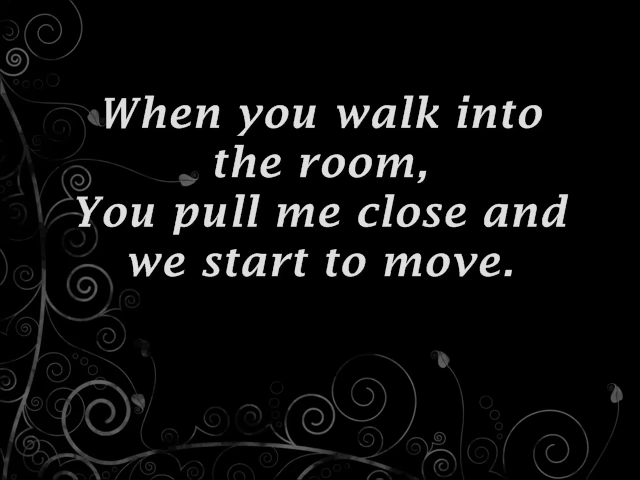 When you walk into
the room,
You pull me close and
we start to move.